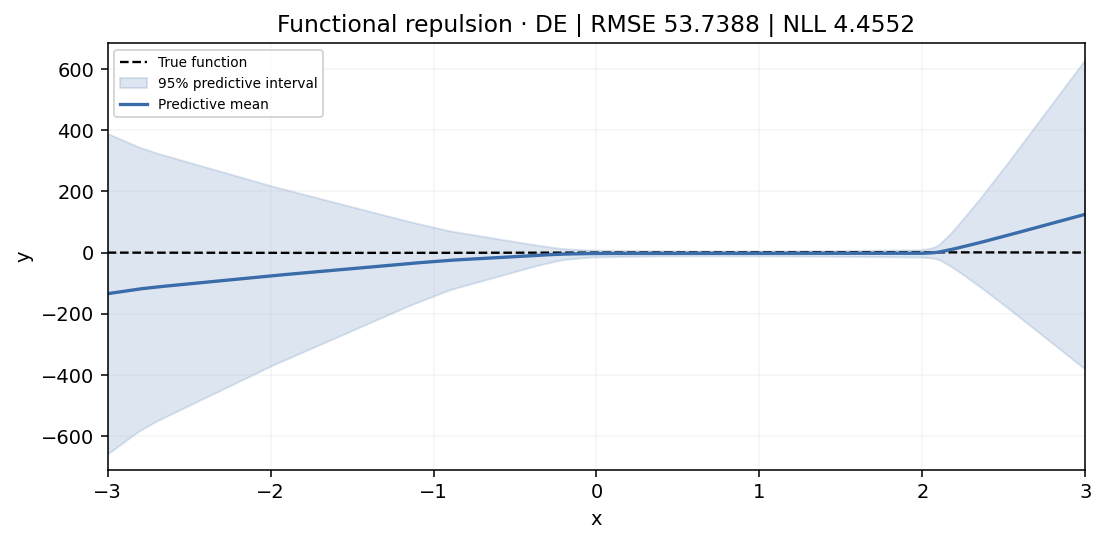 Functional repulsion · DE | RMSE 53.7388 | NLL 4.4552
True function
95% predictive interval
Predictive mean
600
400
200
0
−200
−400
−600
y
−3 −2 −1 0 1 2 3
x